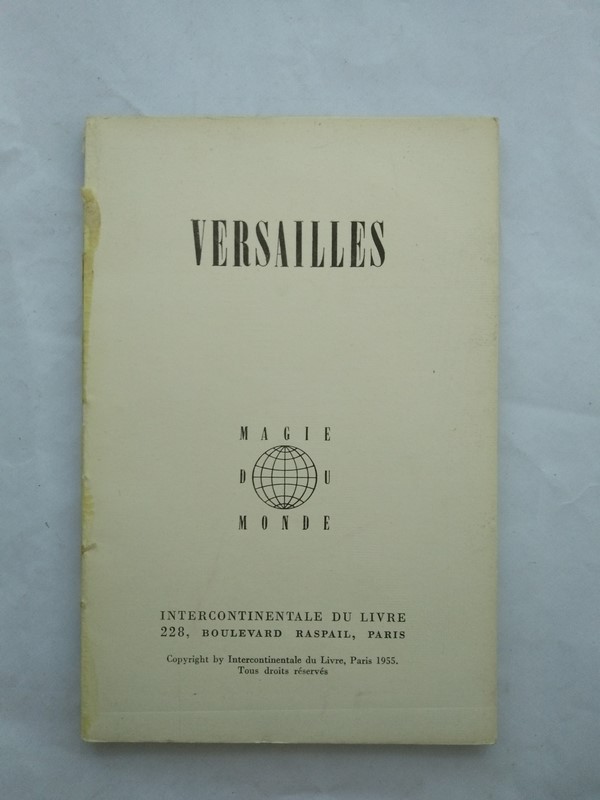 VERSAILLES
MAGIE
DU
MONDE
INTERCONTINENTALE DU LIVRE
228, BOULEVARD RASPAIL, PARIS
Copyright by Intercontinentale du Livre, Paris 1955.
Tous droits réservés